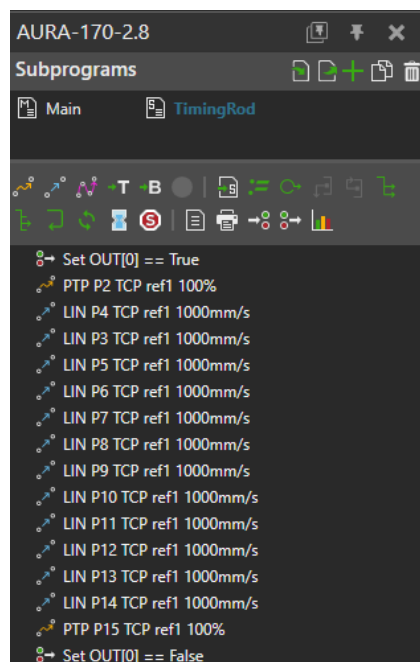 AURA-170-2.8
Subprograms
Main TimingRod
T B S
S
Set OUT[0] == True
PTP P2 TCP ref1 100%
LIN P4 TCP ref1 1000mm/s
LIN P3 TCP ref1 1000mm/s
LIN P5 TCP ref1 1000mm/s
LIN P6 TCP ref1 1000mm/s
LIN P7 TCP ref1 1000mm/s
LIN P8 TCP ref1 1000mm/s
LIN P9 TCP ref1 1000mm/s
LIN P10 TCP ref1 1000mm/s
LIN P11 TCP ref1 1000mm/s
LIN P12 TCP ref1 1000mm/s
LIN P13 TCP ref1 1000mm/s
LIN P14 TCP ref1 1000mm/s
PTP P15 TCP ref1 100%
Set OUT[0] == False